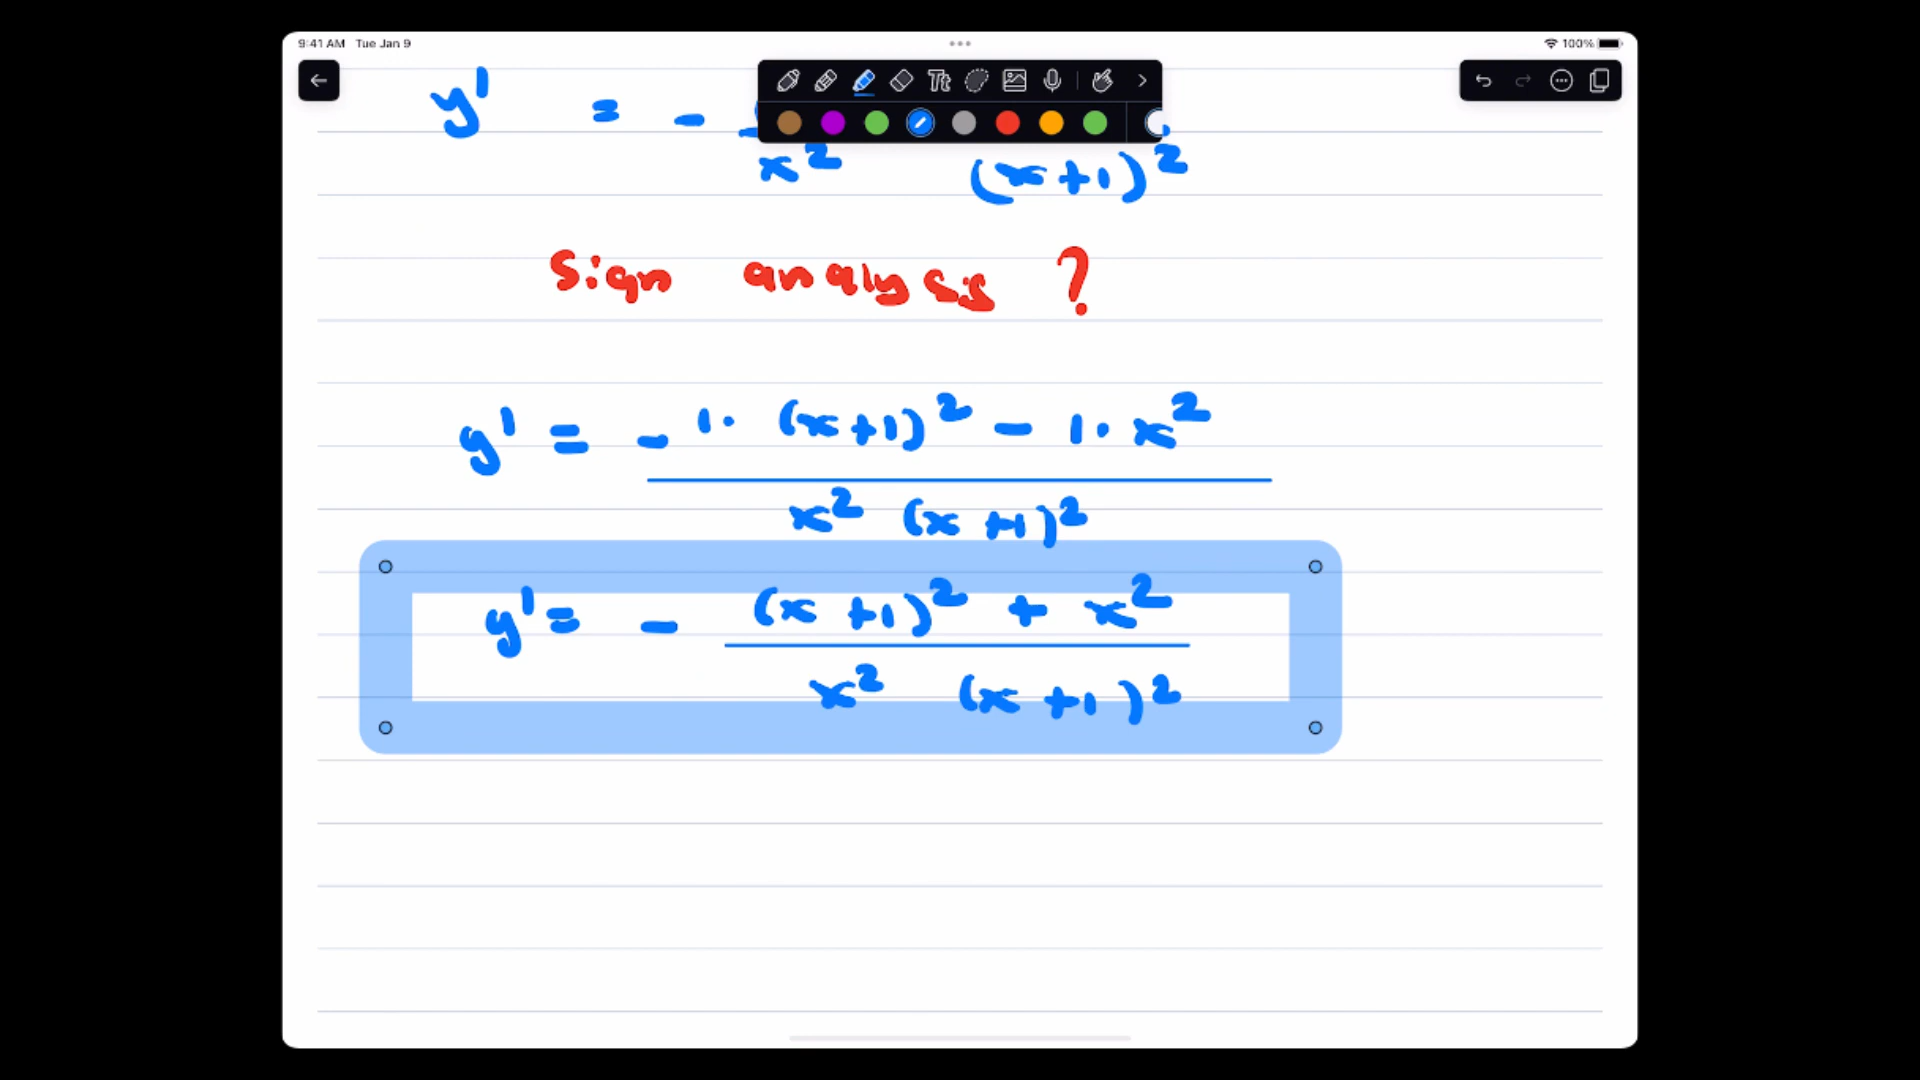 9:41 AM Tue Jan 9 100%
Tt
y' = -
x² (x+1)²
Sign analysis ?
y' = -1· (x+1)² - 1· x²
x² (x+1)²
y' = - (x+1)² + x²
x² (x+1)²